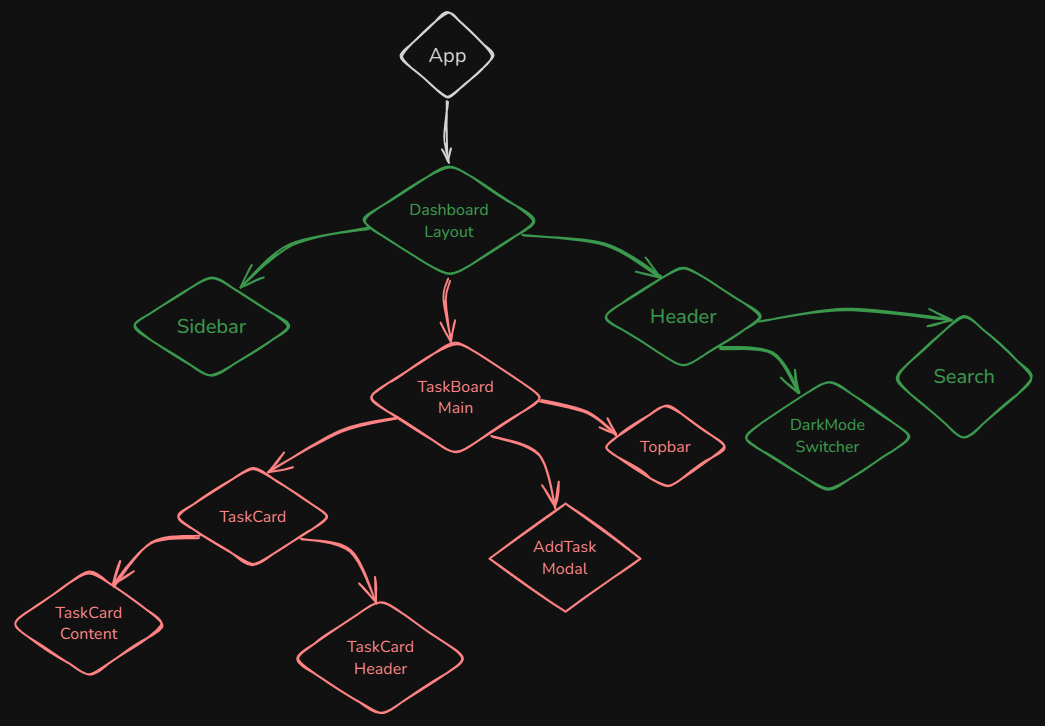 App
Dashboard
Layout
Sidebar
Header
Search
TaskBoard
Main
DarkMode
Switcher
Topbar
TaskCard
AddTask
Modal
TaskCard
Content
TaskCard
Header